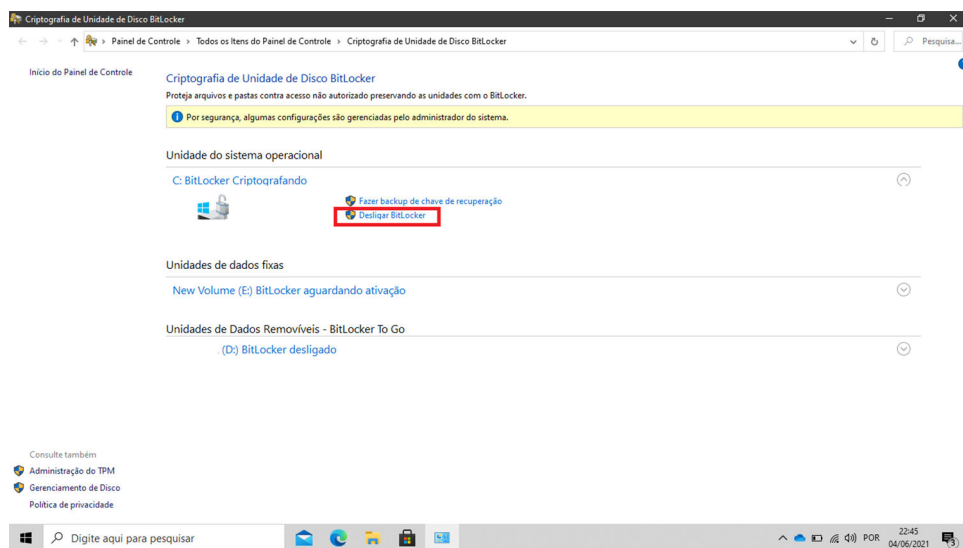 Criptografia de Unidade de Disco BitLocker
Painel de Controle > Todos os Itens do Painel de Controle > Criptografia de Unidade de Disco BitLocker
Pesquisa...
Início do Painel de Controle
Criptografia de Unidade de Disco BitLocker
Proteja arquivos e pastas contra acesso não autorizado preservando as unidades com o BitLocker.
Por segurança, algumas configurações são gerenciadas pelo administrador do sistema.
Unidade do sistema operacional
C: BitLocker Criptografando
Fazer backup de chave de recuperação
Desligar BitLocker
Unidades de dados fixas
New Volume (E:) BitLocker aguardando ativação
Unidades de Dados Removíveis - BitLocker To Go
(D:) BitLocker desligado
Consulte também
Administração do TPM
Gerenciamento de Disco
Política de privacidade
Digite aqui para pesquisar
POR
22:45
04/06/2021
3